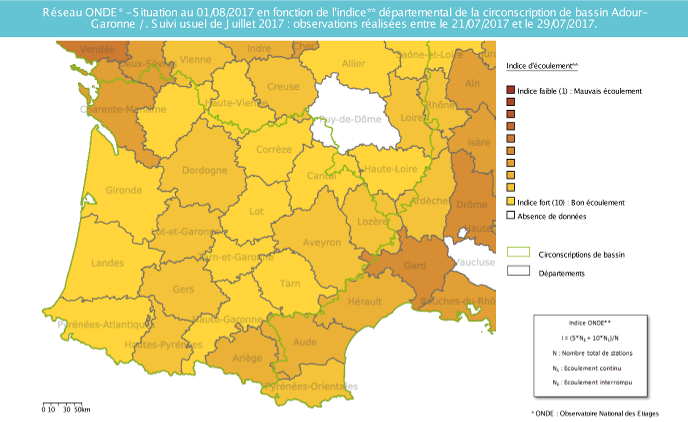 Réseau ONDE* -Situation au 01/08/2017 en fonction de l'indice** départemental de la circonscription de bassin Adour-
Garonne /. Suivi usuel de Juillet 2017 : observations réalisées entre le 21/07/2017 et le 29/07/2017.
Vendée
Deux-Sèvres
Vienne
Indre
Cher
Allier
Saône-et-Loire
Ain
Charente-Maritime
Haute-Vienne
Creuse
Puy-de-Dôme
Loire
Rhône
Isère
Corrèze
Dordogne
Cantal
Haute-Loire
Gironde
Lot
Lozère
Ardèche
Drôme
Haute
Lot-et-Garonne
Aveyron
Tarn-et-Garonne
Gard
Vaucluse
Landes
Gers
Tarn
Hérault
Bouches-du-Rhô
Pyrénées-Atlantiques
Haute-Garonne
Hautes-Pyrénées
Ariège
Aude
Pyrénées-Orientales
0 10 30 50km
Indice d'écoulement**
Indice faible (1) : Mauvais écoulement
Indice fort (10) : Bon écoulement
Absence de données
Circonscriptions de bassin
Départements
Indice ONDE**
I = (5*N₂ + 10*N₁)/N
N : Nombre total de stations
N₁ : Ecoulement continu
N₂ : Ecoulement interrompu
* ONDE : Observatoire National des Etiages